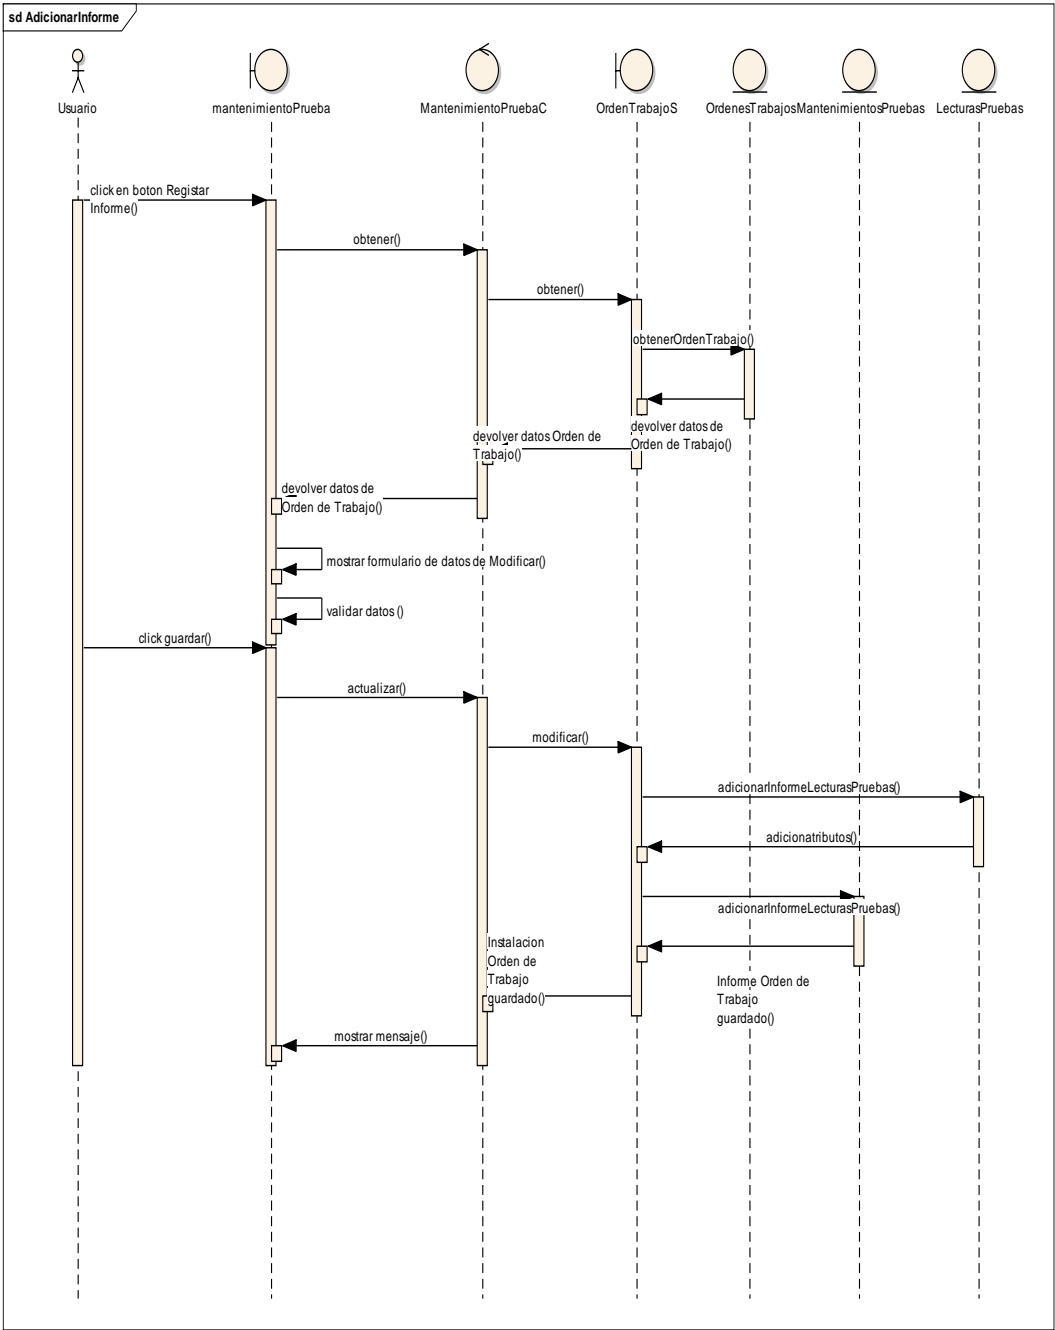 sd AdicionarInforme
Usuario
mantenimientoPrueba
MantenimientoPruebaC
OrdenTrabajoS
OrdenesTrabajos
MantenimientosPruebas
LecturasPruebas
click en boton Registar
Informe()
obtener()
obtener()
obtenerOrdenTrabajo()
devolver datos de
Orden de Trabajo()
devolver datos Orden de
Trabajo()
devolver datos de
Orden de Trabajo()
mostrar formulario de datos de Modificar()
validar datos ()
click guardar()
actualizar()
modificar()
adicionarInformeLecturasPruebas()
adicionatributos()
adicionarInformeLecturasPruebas()
Instalacion
Orden de
Trabajo
guardado()
Informe Orden de
Trabajo
guardado()
mostrar mensaje()